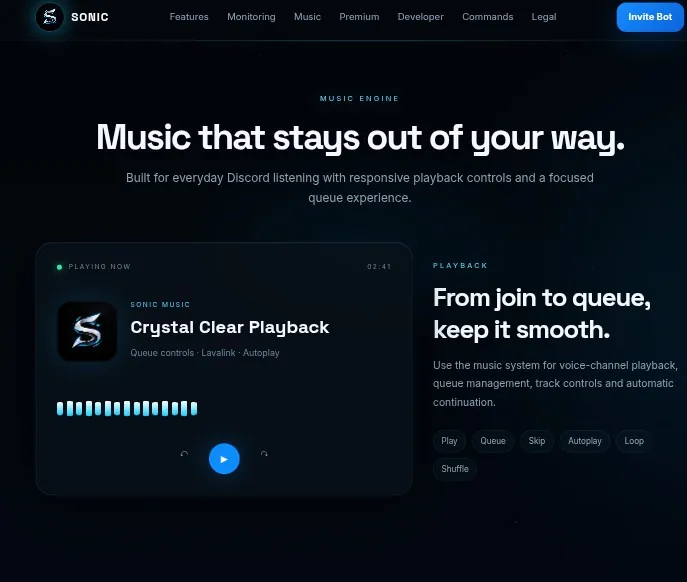 SONIC
Features Monitoring Music Premium Developer Commands Legal
Invite Bot
MUSIC ENGINE
Music that stays out of your way.
Built for everyday Discord listening with responsive playback controls and a focused
queue experience.
PLAYING NOW
02:41
SONIC MUSIC
Crystal Clear Playback
Queue controls · Lavalink · Autoplay
PLAYBACK
From join to queue,
keep it smooth.
Use the music system for voice-channel playback,
queue management, track controls and automatic
continuation.
Play Queue Skip Autoplay Loop
Shuffle